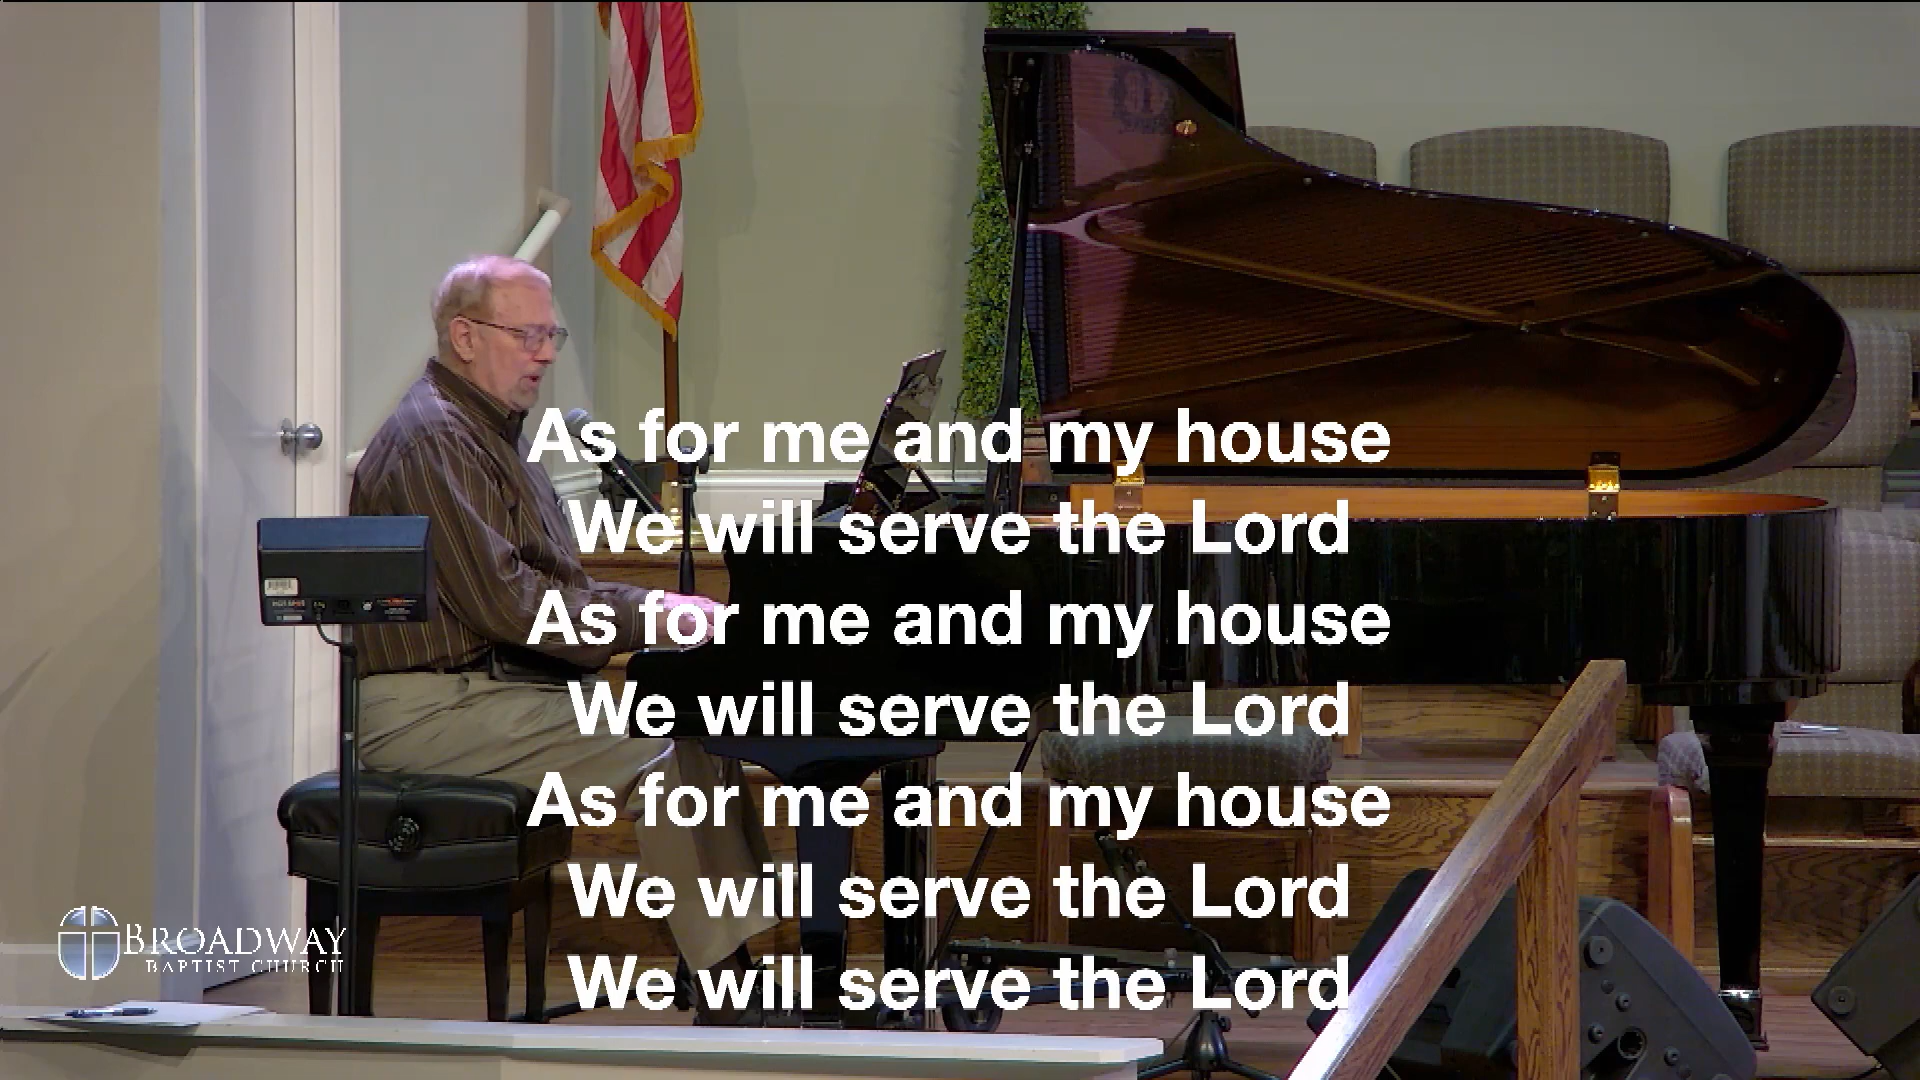 As for me and my house
We will serve the Lord
As for me and my house
We will serve the Lord
As for me and my house
We will serve the Lord
We will serve the Lord
BROADWAY
BAPTIST CHURCH